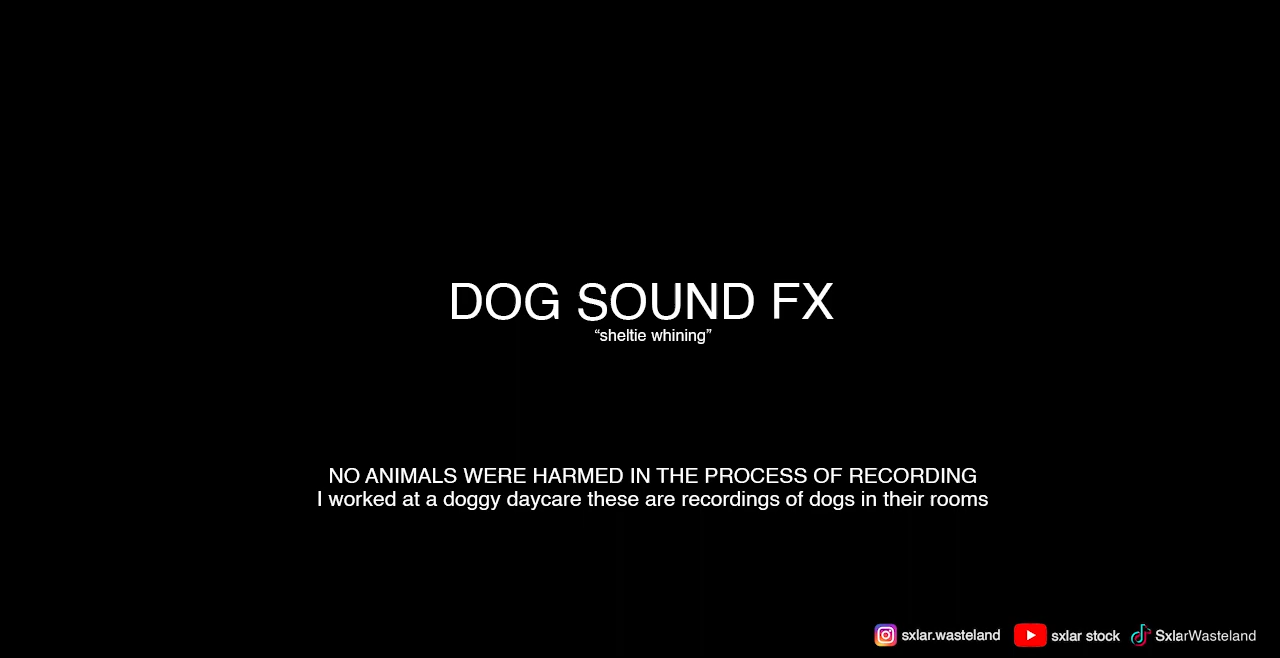 DOG SOUND FX
“sheltie whining”
NO ANIMALS WERE HARMED IN THE PROCESS OF RECORDING
I worked at a doggy daycare these are recordings of dogs in their rooms
sxlar.wasteland sxlar stock SxlarWasteland